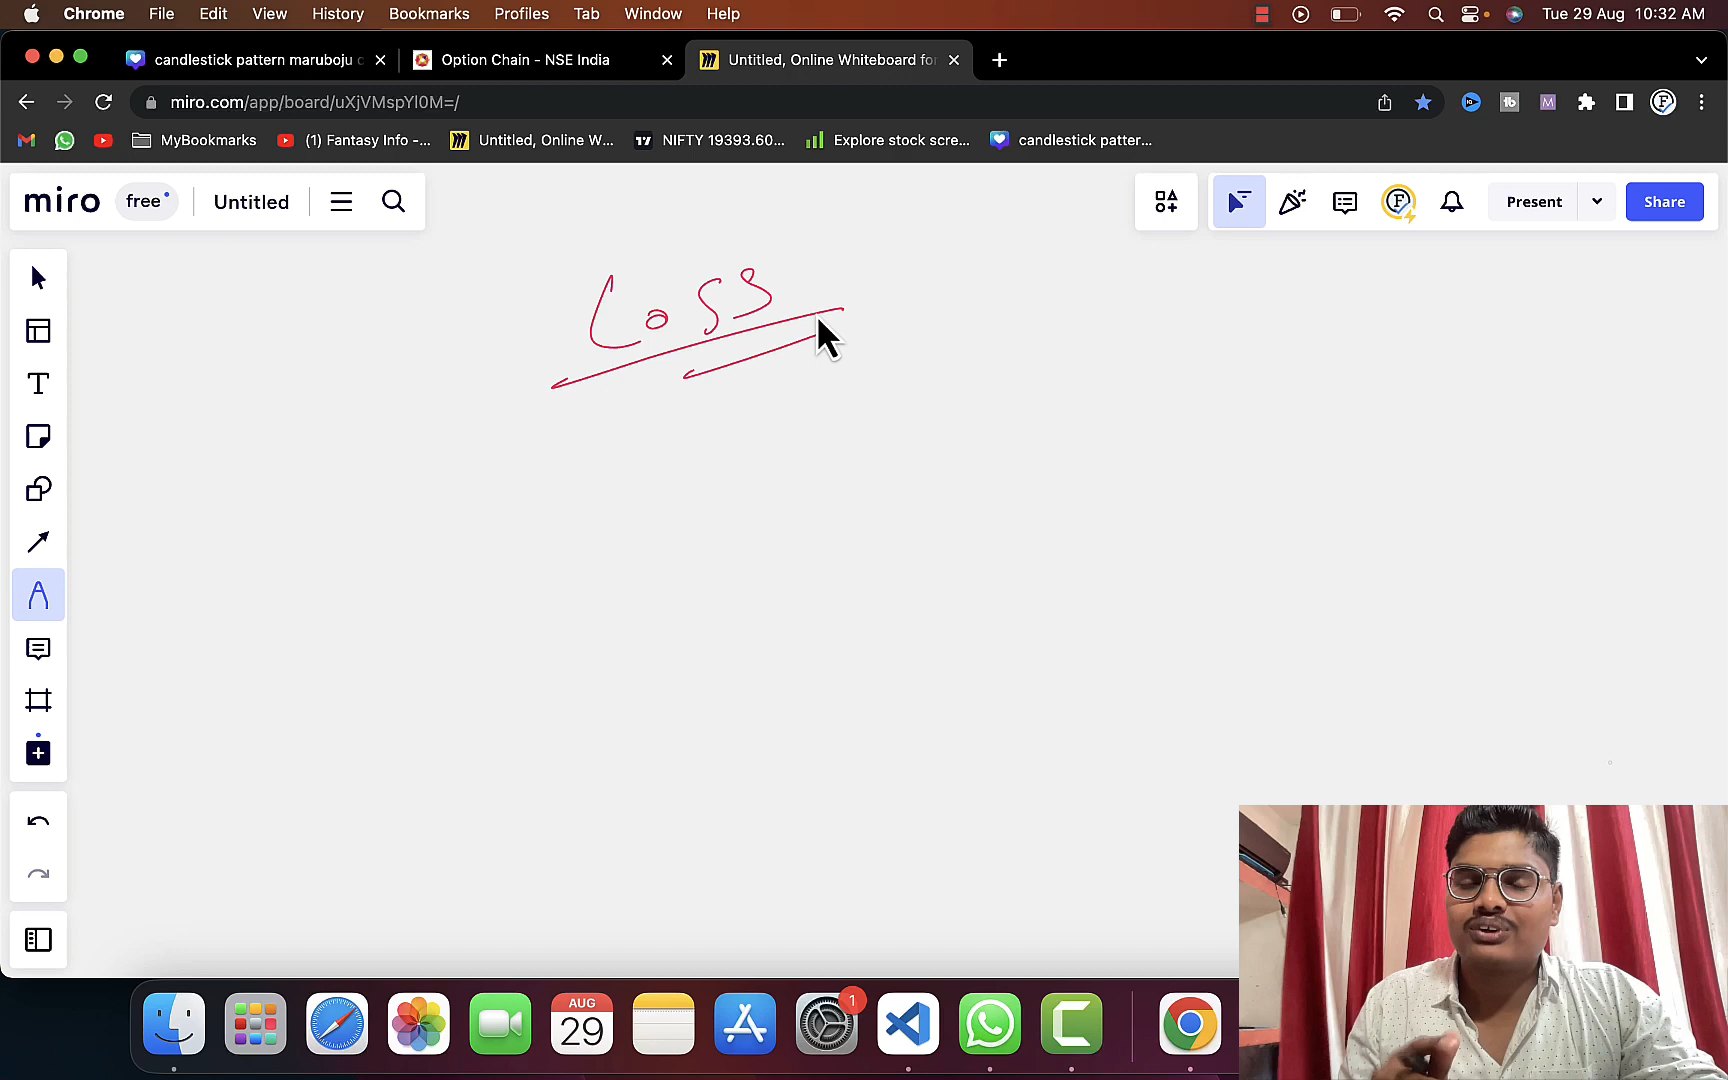 Chrome File Edit View History Bookmarks Profiles Tab Window Help Tue 29 Aug 10:32 AM
candlestick pattern maruboju c Option Chain - NSE India Untitled, Online Whiteboard for
miro.com/app/board/uXjVMspYl0M=/
MyBookmarks (1) Fantasy Info -... Untitled, Online W... NIFTY 19393.60... Explore stock scre... candlestick patter...
miro free Untitled Present Share
Loss
AUG
29
1